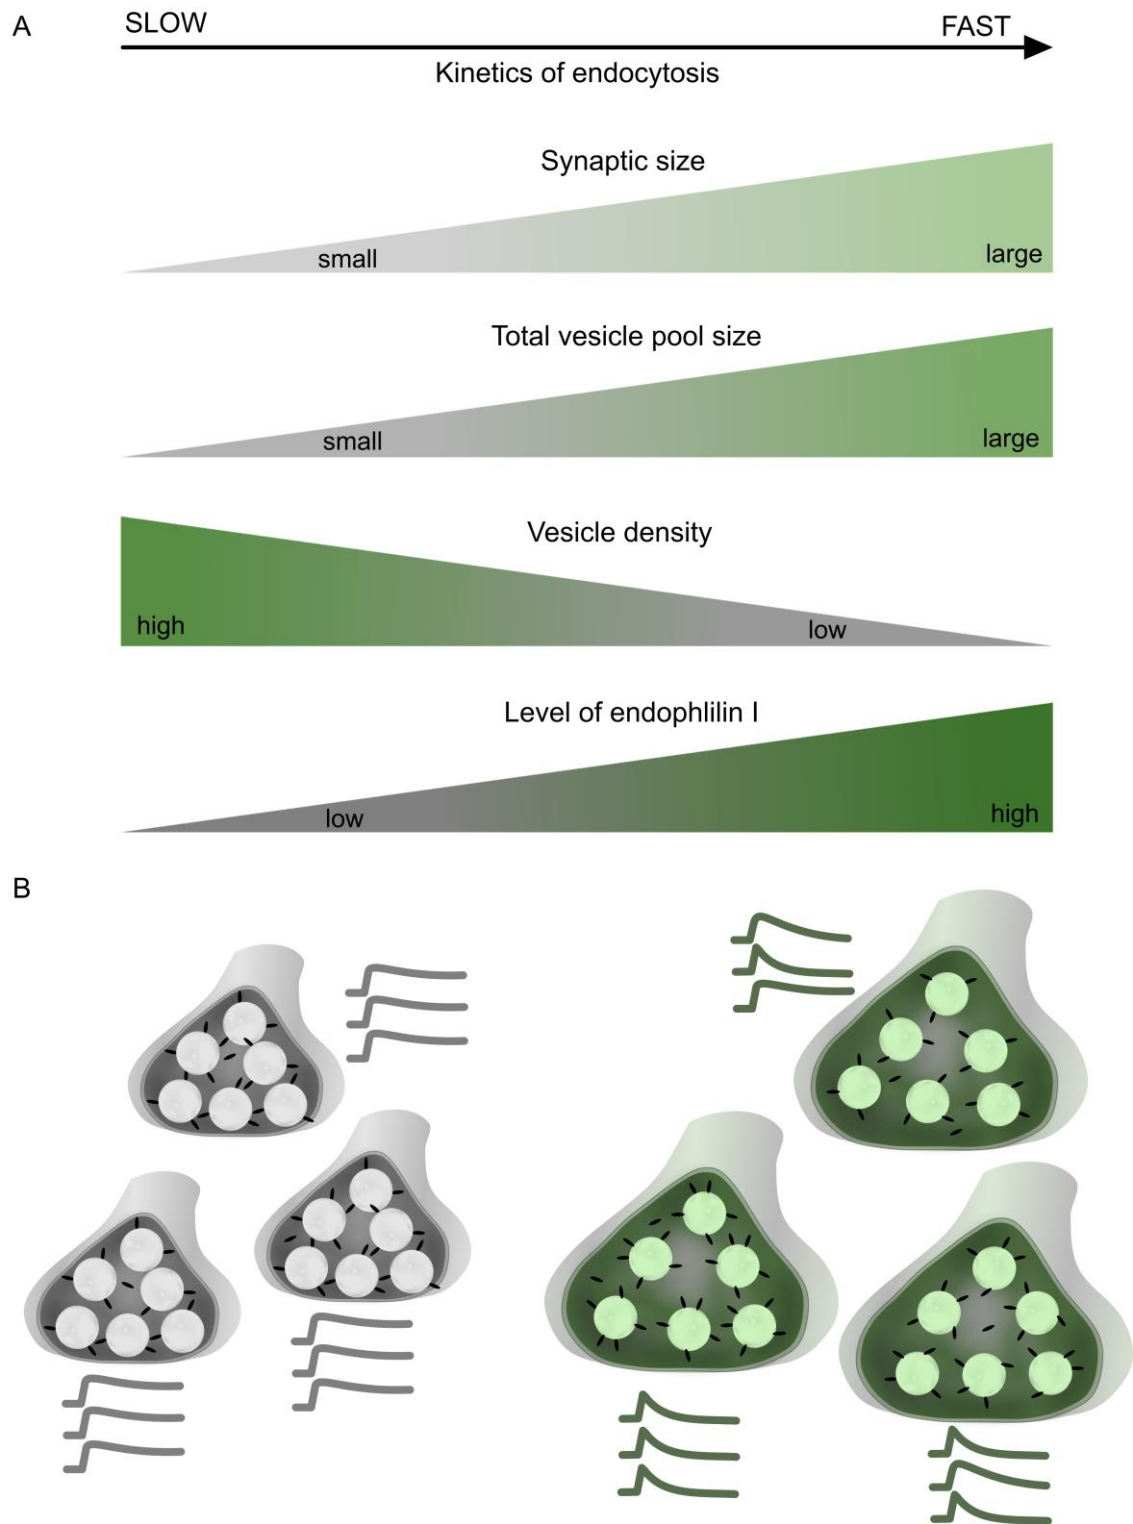 A
SLOW
FAST
Kinetics of endocytosis
Synaptic size
small
large
Total vesicle pool size
small
large
Vesicle density
high
low
Level of endophlilin I
low
high
B